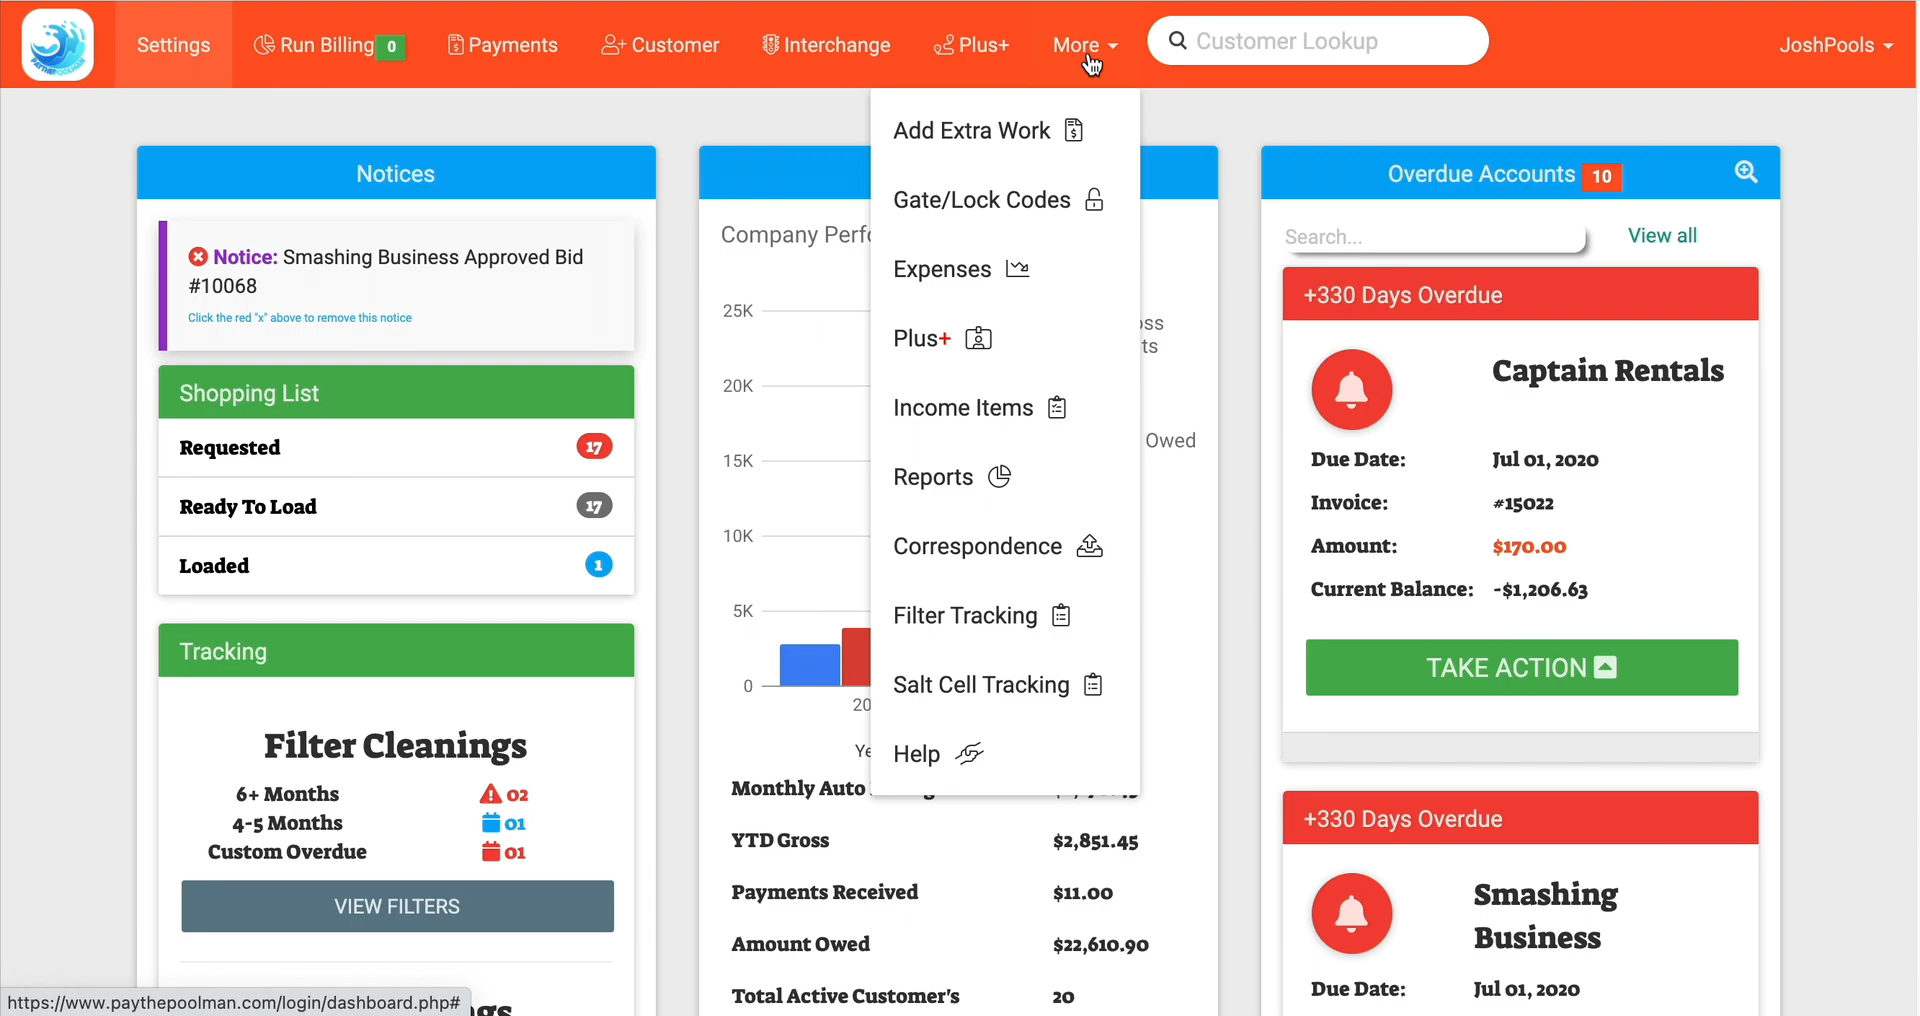 Settings
Run Billing 0
Payments
Customer
Interchange
Plus+
More
Customer Lookup
JoshPools
PAYTHEPOOLMAN
Add Extra Work
Gate/Lock Codes
Expenses
Plus+
Income Items
Reports
Correspondence
Filter Tracking
Salt Cell Tracking
Help
Notices
Notice: Smashing Business Approved Bid
#10068
Click the red "x" above to remove this notice
Shopping List
Requested 17
Ready To Load 17
Loaded 1
Tracking
Filter Cleanings
6+ Months 02
4-5 Months 01
Custom Overdue 01
VIEW FILTERS
Company
25K
20K
15K
10K
5K
0
Owed
Monthly Auto
YTD Gross $2,851.45
Payments Received $11.00
Amount Owed $22,610.90
Total Active Customer's 20
Overdue Accounts 10
Search...
View all
+330 Days Overdue
Captain Rentals
Due Date: Jul 01, 2020
Invoice: #15022
Amount: $170.00
Current Balance: -$1,206.63
TAKE ACTION
+330 Days Overdue
Smashing
Business
Due Date: Jul 01, 2020
https://www.paythepoolman.com/login/dashboard.php#